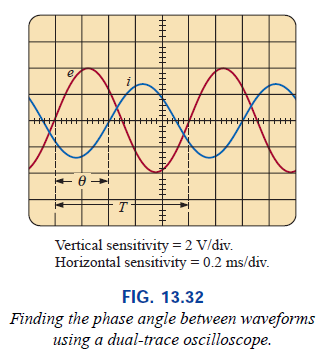 e
i
θ
T
Vertical sensitivity = 2 V/div.
Horizontal sensitivity = 0.2 ms/div.
FIG. 13.32
Finding the phase angle between waveforms
using a dual-trace oscilloscope.